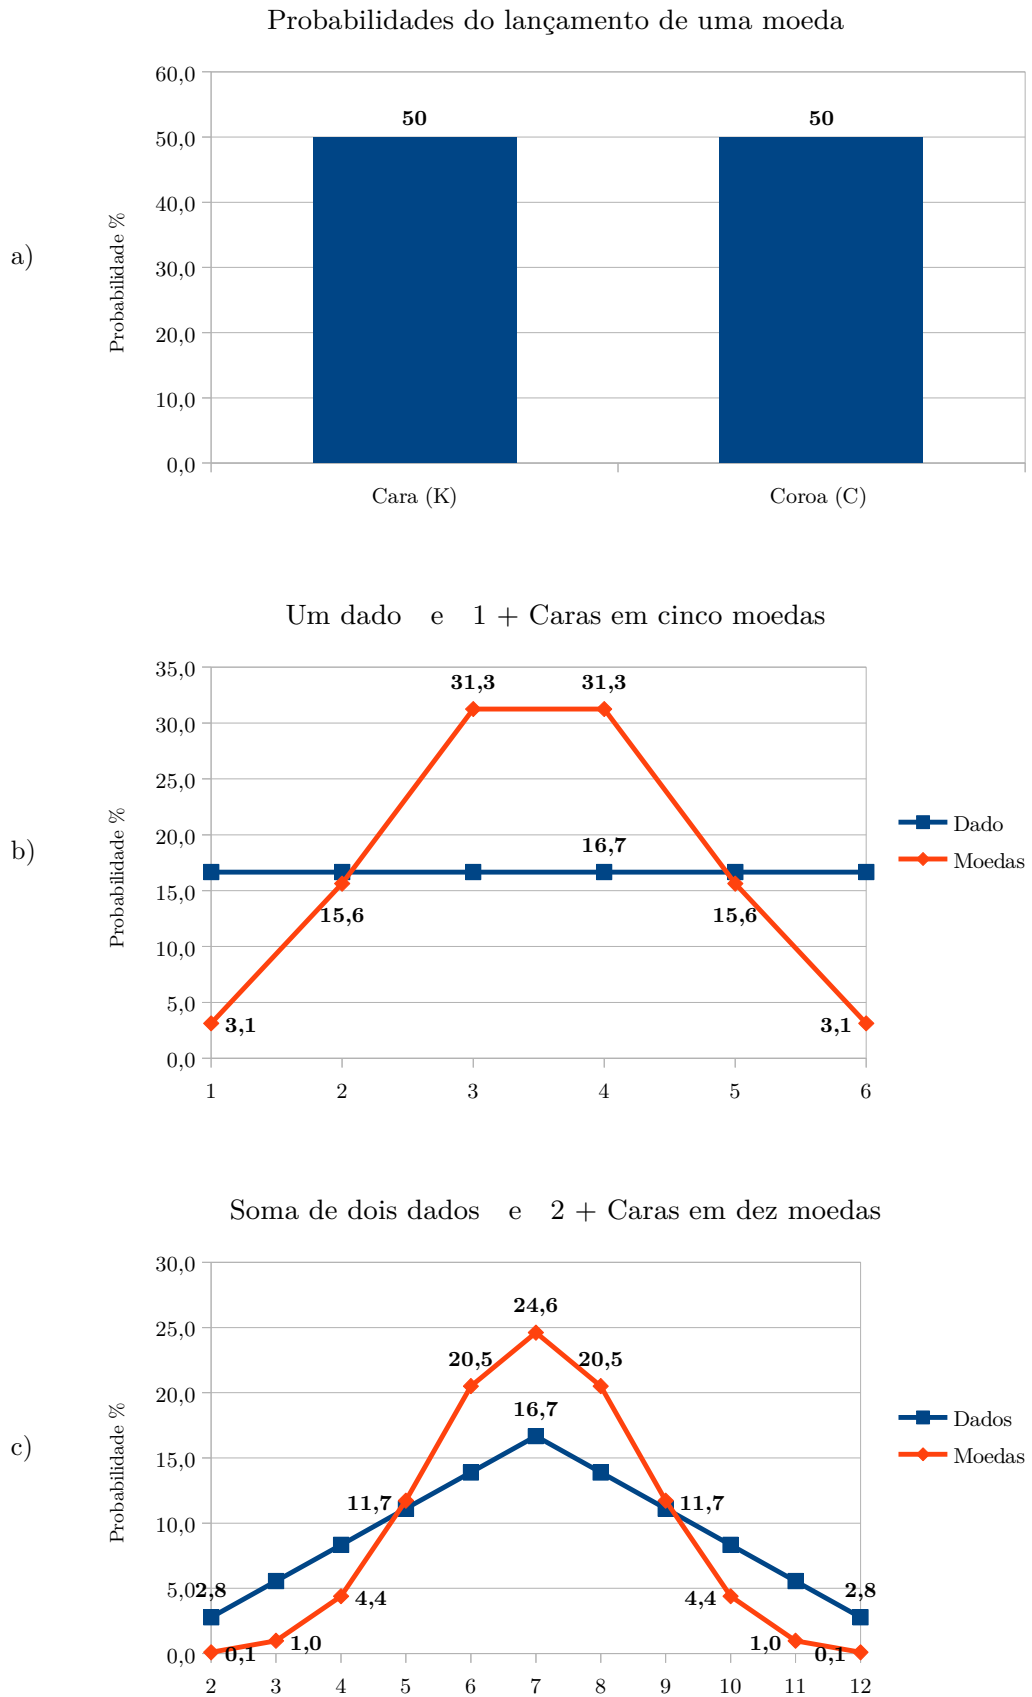 Probabilidades do lançamento de uma moeda
60,0
50,0
40,0
30,0
20,0
10,0
0,0
Probabilidade %
a)
50
50
Cara (K)
Coroa (C)
Um dado e 1 + Caras em cinco moedas
35,0
30,0
25,0
20,0
15,0
10,0
5,0
0,0
Probabilidade %
b)
31,3
31,3
16,7
15,6
15,6
3,1
3,1
Dado
Moedas
1 2 3 4 5 6
Soma de dois dados e 2 + Caras em dez moedas
30,0
25,0
20,0
15,0
10,0
5,0
0,0
Probabilidade %
c)
24,6
20,5
20,5
16,7
11,7
11,7
2,8
2,8
4,4
4,4
1,0
1,0
0,1
0,1
Dados
Moedas
2 3 4 5 6 7 8 9 10 11 12